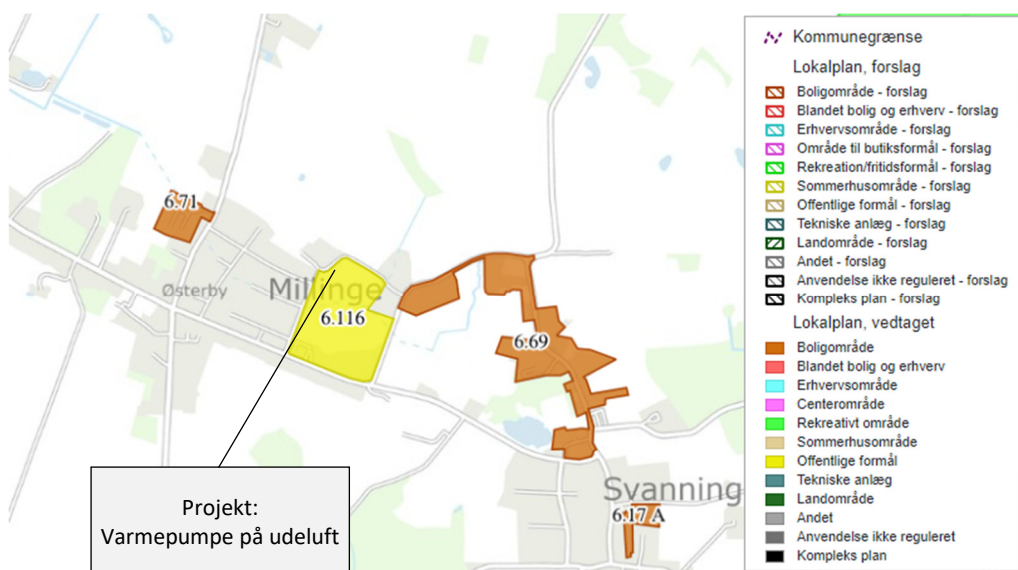 6.71
Østerby
Millinge
6.116
6.69
Svanning
6.17 A
Projekt:
Varmepumpe på udeluft
Kommunegrænse
Lokalplan, forslag
Boligområde - forslag
Blandet bolig og erhverv - forslag
Erhvervsområde - forslag
Område til butiksformål - forslag
Rekreation/fritidsformål - forslag
Sommerhusområde - forslag
Offentlige formål - forslag
Tekniske anlæg - forslag
Landområde - forslag
Andet - forslag
Anvendelse ikke reguleret - forslag
Kompleks plan - forslag
Lokalplan, vedtaget
Boligområde
Blandet bolig og erhverv
Erhvervsområde
Centerområde
Rekreativt område
Sommerhusområde
Offentlige formål
Tekniske anlæg
Landområde
Andet
Anvendelse ikke reguleret
Kompleks plan